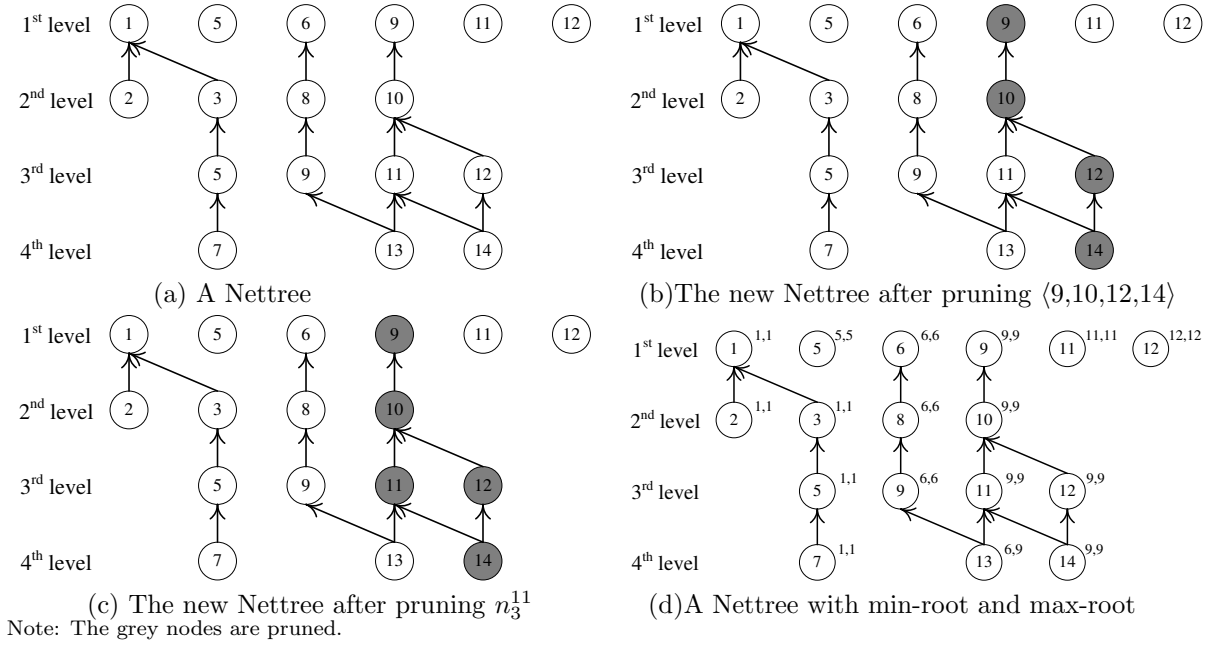 1st level 1 5 6 9 11 12
2nd level 2 3 8 10
3rd level 5 9 11 12
4th level 7 13 14
(a) A Nettree
1st level 1 5 6 9 11 12
2nd level 2 3 8 10
3rd level 5 9 11 12
4th level 7 13 14
(b)The new Nettree after pruning ⟨9,10,12,14⟩
1st level 1 5 6 9 11 12
2nd level 2 3 8 10
3rd level 5 9 11 12
4th level 7 13 14
(c) The new Nettree after pruning $n_3^{11}$
1st level 1 1,1 5 5,5 6 6,6 9 9,9 11 11,11 12 12,12
2nd level 2 1,1 3 1,1 8 6,6 10 9,9
3rd level 5 1,1 9 6,6 11 9,9 12 9,9
4th level 7 1,1 13 6,9 14 9,9
(d)A Nettree with min-root and max-root
Note: The grey nodes are pruned.